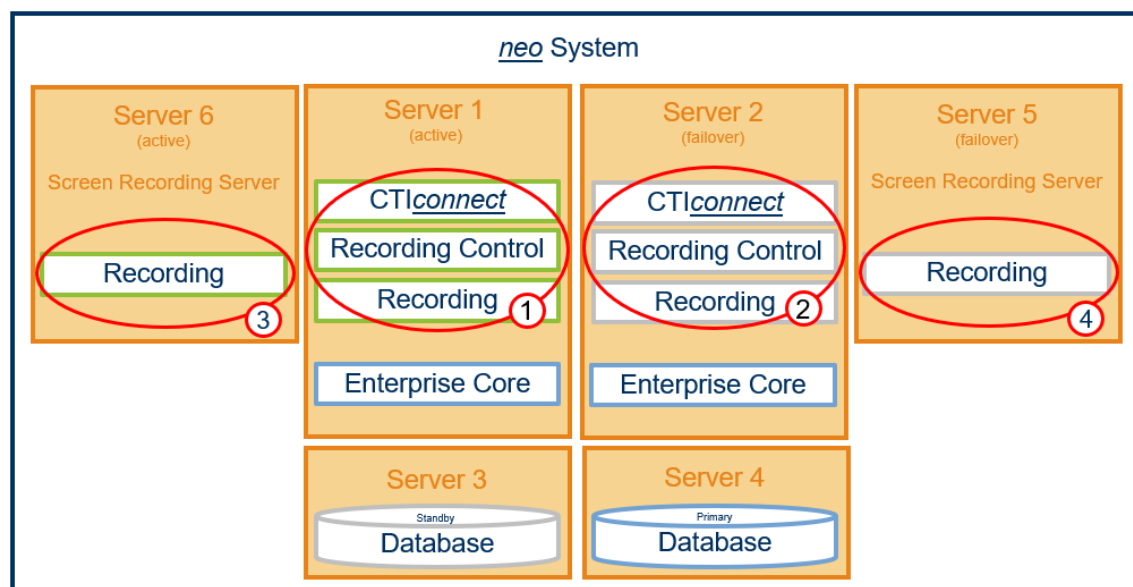 neo System
Server 6
(active)
Screen Recording Server
Recording
3
Server 1
(active)
CTIconnect
Recording Control
Recording
1
Enterprise Core
Server 2
(failover)
CTIconnect
Recording Control
Recording
2
Enterprise Core
Server 5
(failover)
Screen Recording Server
Recording
4
Server 3
Standby
Database
Server 4
Primary
Database